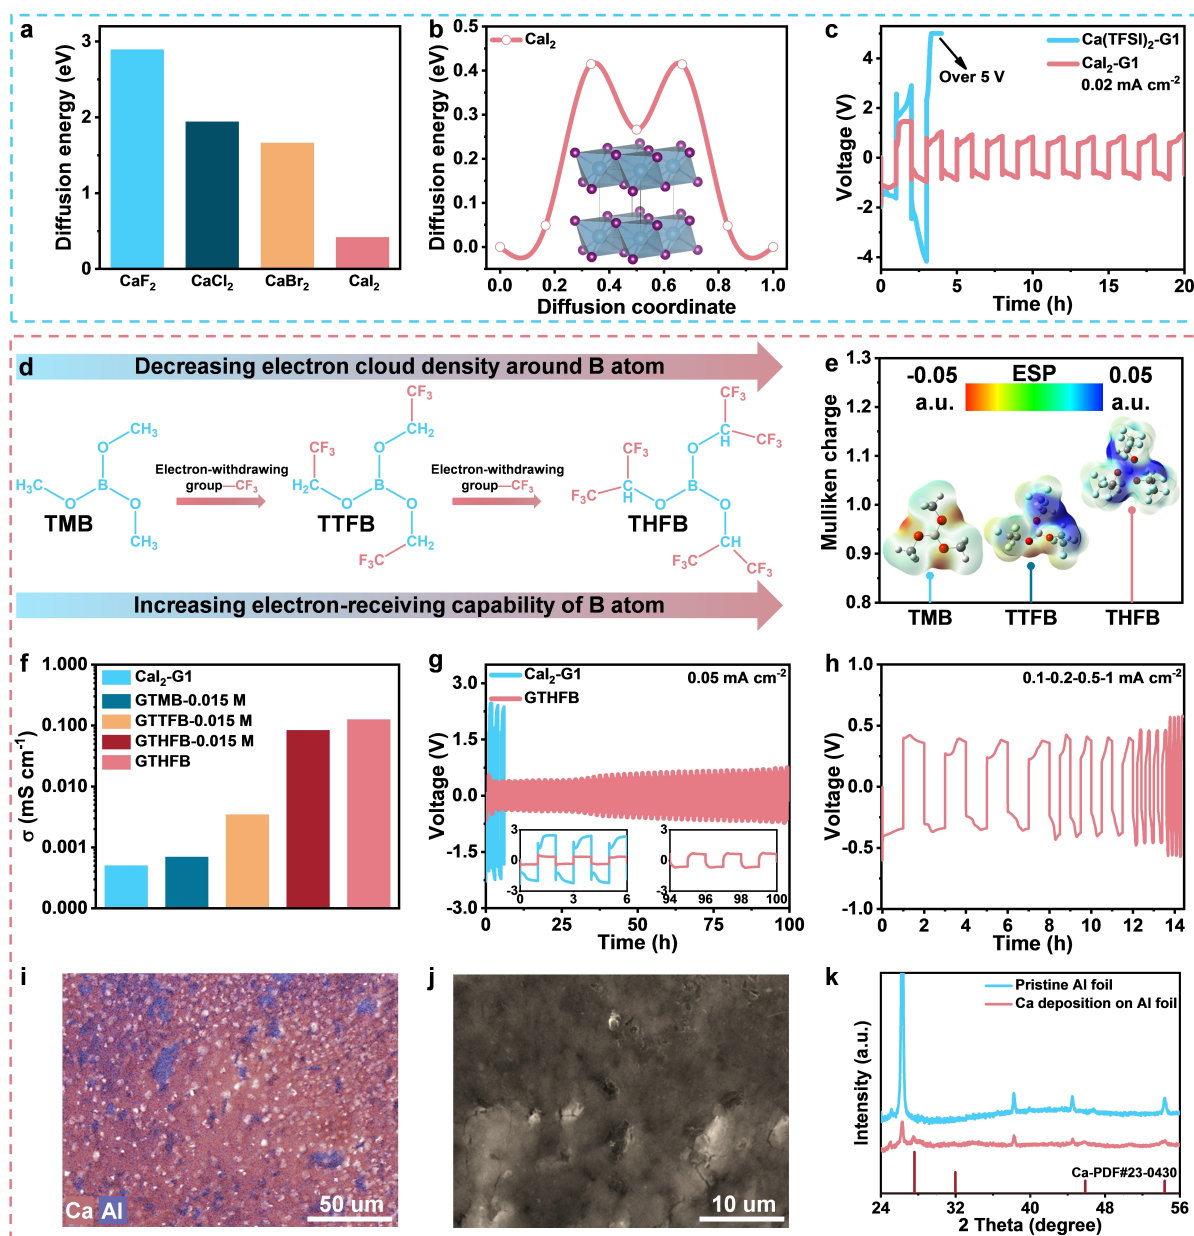 a
Diffusion energy (eV)
3
2
1
0
CaF2
CaCl2
CaBr2
CaI2
b
Diffusion energy (eV)
0.5
0.4
0.3
0.2
0.1
0.0
CaI2
0.0 0.2 0.4 0.6 0.8 1.0
Diffusion coordinate
c
Voltage (V)
4
2
0
-2
-4
Ca(TFSI)2-G1
CaI2-G1
0.02 mA cm-2
Over 5 V
0 5 10 15 20
Time (h)
d
Decreasing electron cloud density around B atom
CH3
O
H3C
O
B
O
CH3
TMB
Electron-withdrawing
group—CF3
CF3
CH2
O
CF3
H2C
O
B
O
CH2
F3C
TTFB
Electron-withdrawing
group—CF3
CF3
CH
CF3
O
CF3
CH
F3C
O
B
O
CH
F3C
CF3
THFB
Increasing electron-receiving capability of B atom
e
Mulliken charge
1.3
1.2
1.1
1.0
0.9
0.8
-0.05
a.u.
ESP
0.05
a.u.
TMB
TTFB
THFB
f
σ (mS cm-1)
1.000
0.100
0.010
0.001
0.000
CaI2-G1
GTMB-0.015 M
GTTFB-0.015 M
GTHFB-0.015 M
GTHFB
g
Voltage (V)
3.0
1.5
0.0
-1.5
-3.0
CaI2-G1
GTHFB
0.05 mA cm-2
3
0
-3
0 3 6
3
0
-3
94 96 98 100
0 25 50 75 100
Time (h)
h
Voltage (V)
1.0
0.5
0.0
-0.5
-1.0
0.1-0.2-0.5-1 mA cm-2
0 2 4 6 8 10 12 14
Time (h)
i
Ca Al
50 um
j
10 um
k
Intensity (a.u.)
Pristine Al foil
Ca deposition on Al foil
Ca-PDF#23-0430
24 32 40 48 56
2 Theta (degree)